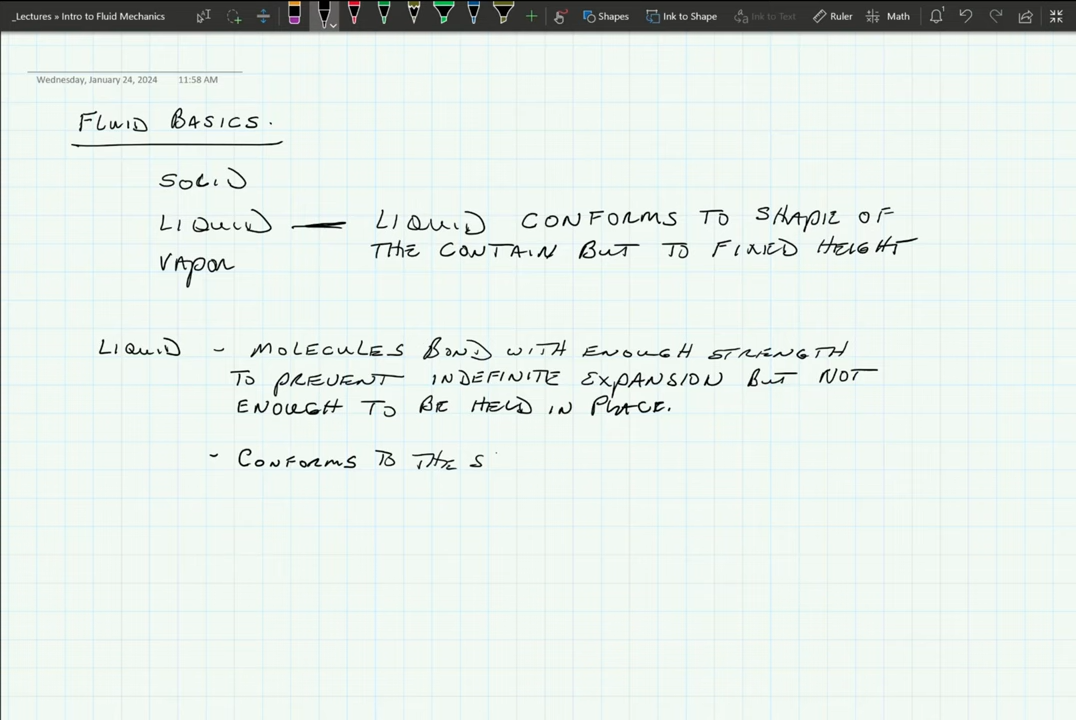 _Lectures » Intro to Fluid Mechanics
Shapes
Ink to Shape
Ink to Text
Ruler
Math
Wednesday, January 24, 2024 11:58 AM
FLUID BASICS.
SOLID
LIQUID — LIQUID CONFORMS TO SHAPE OF
THE CONTAIN BUT TO FIXED HEIGHT
VAPOR
LIQUID - MOLECULES BOND WITH ENOUGH STRENGTH
TO PREVENT INDEFINITE EXPANSION BUT NOT
ENOUGH TO BE HELD IN PLACE.
- CONFORMS TO THE S